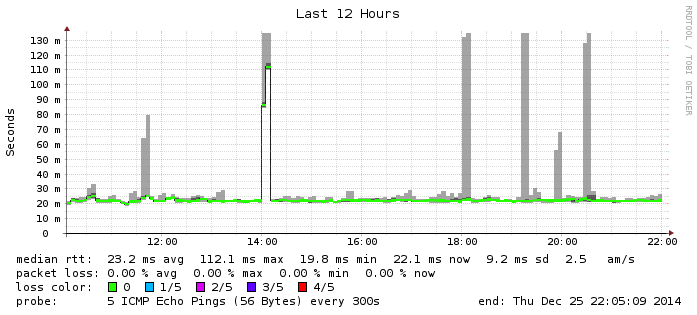 Last 12 Hours
RRDTOOL / TOBI OETIKER
Seconds
130 m
120 m
110 m
100 m
90 m
80 m
70 m
60 m
50 m
40 m
30 m
20 m
10 m
0
12:00 14:00 16:00 18:00 20:00 22:00
median rtt: 23.2 ms avg 112.1 ms max 19.8 ms min 22.1 ms now 9.2 ms sd 2.5 am/s
packet loss: 0.00 % avg 0.00 % max 0.00 % min 0.00 % now
loss color: 0 1/5 2/5 3/5 4/5
probe: 5 ICMP Echo Pings (56 Bytes) every 300s end: Thu Dec 25 22:05:09 2014